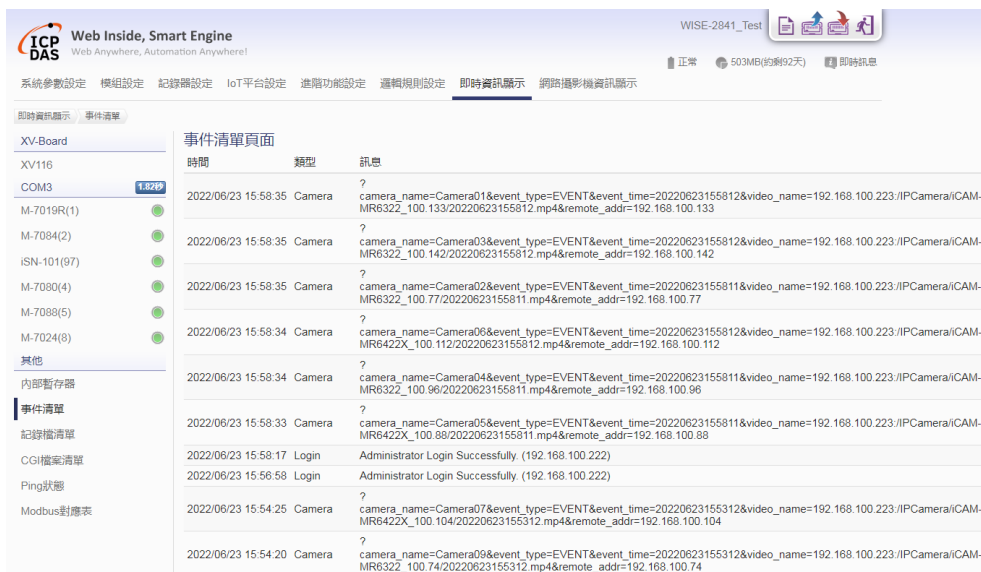 ICP
DAS
Web Inside, Smart Engine
Web Anywhere, Automation Anywhere!
WISE-2841_Test
正常 503MB(約剩92天) 即時訊息
系統參數設定 模組設定 記錄器設定 IoT平台設定 進階功能設定 邏輯規則設定 即時資訊顯示 網路攝影機資訊顯示
即時資訊顯示 事件清單
XV-Board
XV116
COM3 1.82秒
M-7019R(1)
M-7084(2)
iSN-101(97)
M-7080(4)
M-7088(5)
M-7024(8)
其他
內部暫存器
事件清單
記錄檔清單
CGI檔案清單
Ping狀態
Modbus對應表
事件清單頁面
時間 類型 訊息
?
2022/06/23 15:58:35 Camera camera_name=Camera01&event_type=EVENT&event_time=20220623155812&video_name=192.168.100.223:/IPCamera/iCAM-
MR6322_100.133/20220623155812.mp4&remote_addr=192.168.100.133
?
2022/06/23 15:58:35 Camera camera_name=Camera03&event_type=EVENT&event_time=20220623155812&video_name=192.168.100.223:/IPCamera/iCAM-
MR6322_100.142/20220623155812.mp4&remote_addr=192.168.100.142
?
2022/06/23 15:58:35 Camera camera_name=Camera02&event_type=EVENT&event_time=20220623155811&video_name=192.168.100.223:/IPCamera/iCAM-
MR6322_100.77/20220623155811.mp4&remote_addr=192.168.100.77
?
2022/06/23 15:58:34 Camera camera_name=Camera06&event_type=EVENT&event_time=20220623155812&video_name=192.168.100.223:/IPCamera/iCAM-
MR6422X_100.112/20220623155812.mp4&remote_addr=192.168.100.112
?
2022/06/23 15:58:34 Camera camera_name=Camera04&event_type=EVENT&event_time=20220623155811&video_name=192.168.100.223:/IPCamera/iCAM-
MR6322_100.96/20220623155811.mp4&remote_addr=192.168.100.96
?
2022/06/23 15:58:33 Camera camera_name=Camera05&event_type=EVENT&event_time=20220623155811&video_name=192.168.100.223:/IPCamera/iCAM-
MR6422X_100.88/20220623155811.mp4&remote_addr=192.168.100.88
2022/06/23 15:58:17 Login Administrator Login Successfully. (192.168.100.222)
2022/06/23 15:56:58 Login Administrator Login Successfully. (192.168.100.222)
?
2022/06/23 15:54:25 Camera camera_name=Camera07&event_type=EVENT&event_time=20220623155312&video_name=192.168.100.223:/IPCamera/iCAM-
MR6422X_100.104/20220623155312.mp4&remote_addr=192.168.100.104
?
2022/06/23 15:54:20 Camera camera_name=Camera09&event_type=EVENT&event_time=20220623155312&video_name=192.168.100.223:/IPCamera/iCAM-
MR6322_100.74/20220623155312.mp4&remote_addr=192.168.100.74